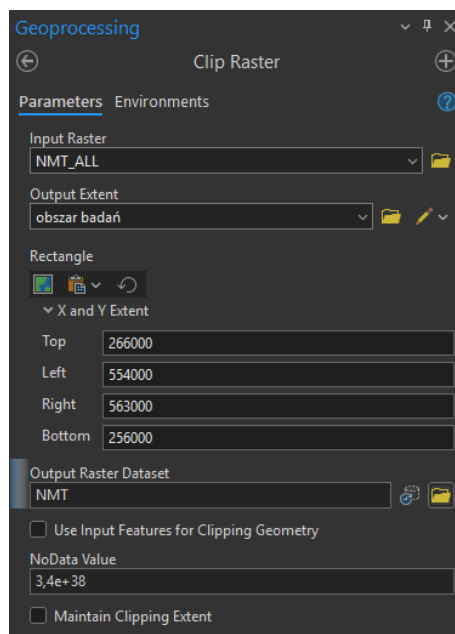 Geoprocessing
Clip Raster
Parameters Environments
Input Raster
NMT_ALL
Output Extent
obszar badań
Rectangle
X and Y Extent
Top 266000
Left 554000
Right 563000
Bottom 256000
Output Raster Dataset
NMT
Use Input Features for Clipping Geometry
NoData Value
3,4e+38
Maintain Clipping Extent